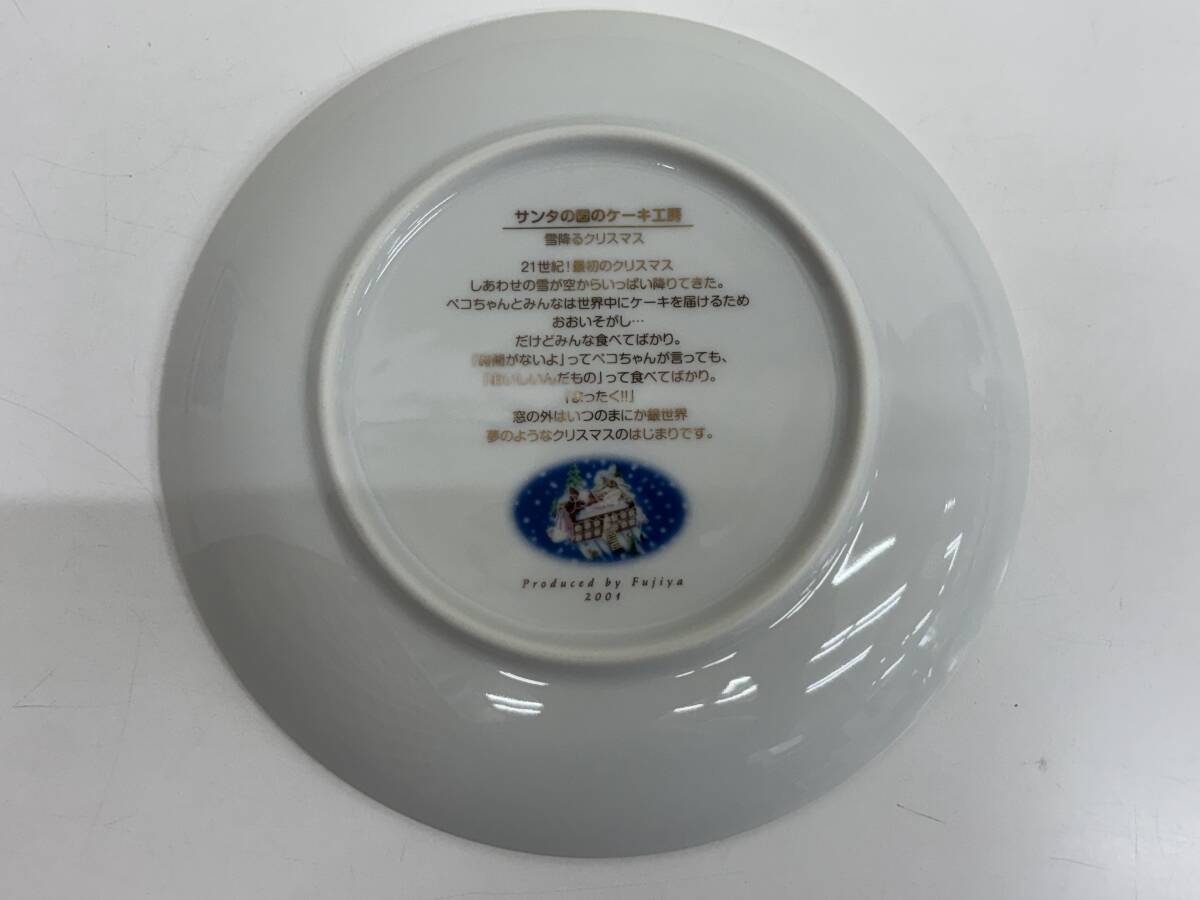 サンタの国のケーキ工房
雪降るクリスマス
21世紀！最初のクリスマス
しあわせの雪が空からいっぱい降りてきた。
ペコちゃんとみんなは世界中にケーキを届けるため
おおいそがし…
だけどみんな食べてばかり。
「時間がないよ」ってペコちゃんが言っても、
「おいしいんだもの」って食べてばかり。
「まったく!!」
窓の外はいつのまにか銀世界
夢のようなクリスマスのはじまりです。
Produced by Fujiya
2001